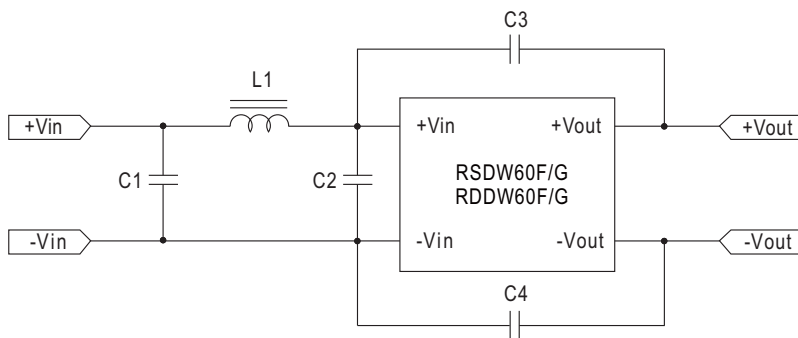 C3
L1
+Vin
+Vin
+Vout
+Vout
C1
C2
RSDW60F/G
RDDW60F/G
-Vin
-Vin
-Vout
-Vout
C4